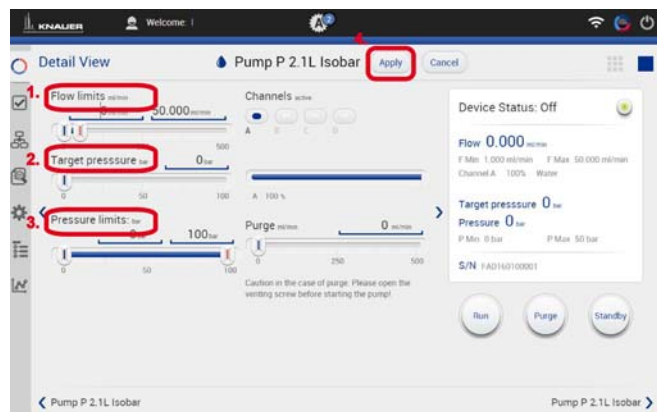 KNAUER Welcome:
4.
Detail View Pump P 2.1L Isobar Apply Cancel
1. Flow limits ml/min
50.000 ml/min
500
Channels active
A B C D
2. Target presssure bar
0 bar
0 50 100
A 100 %
3. Pressure limits: bar
0 bar 100 bar
0 50 100
Purge ml/min 0 ml/min
0 250 500
Caution in the case of purge. Please open the
venting screw before starting the pump!
Device Status: Off
Flow 0.000 ml/min
F Min 1.000 ml/min F Max 50.000 ml/min
Channel A 100% Water
Target presssure 0 bar
Pressure 0 bar
P Min 0 bar P Max 50 bar
S/N FAD160100001
Run Purge Standby
Pump P 2.1L Isobar Pump P 2.1L Isobar